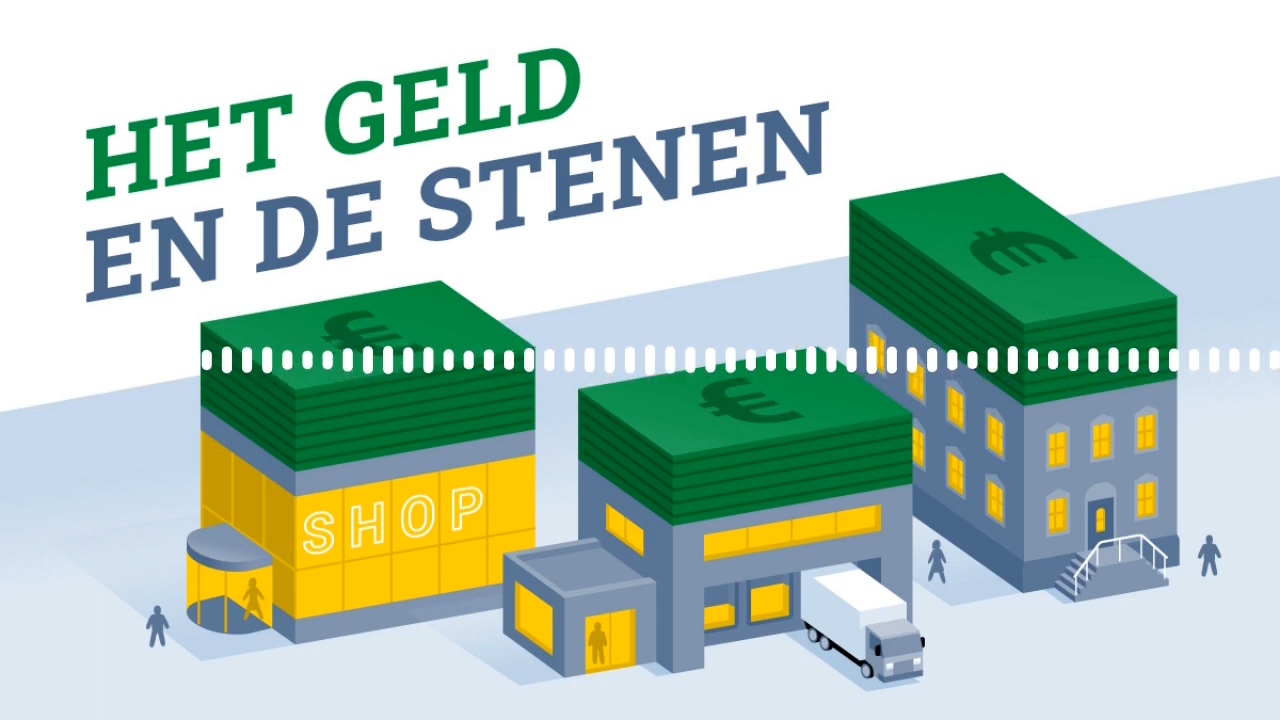 HET GELD
EN DE STENEN
€
€
€
SHOP